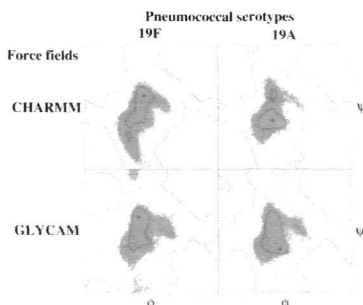 Pneumococcal serotypes
19F 19A
Force fields
CHARMM ψ
GLYCAM ψ
φ φ